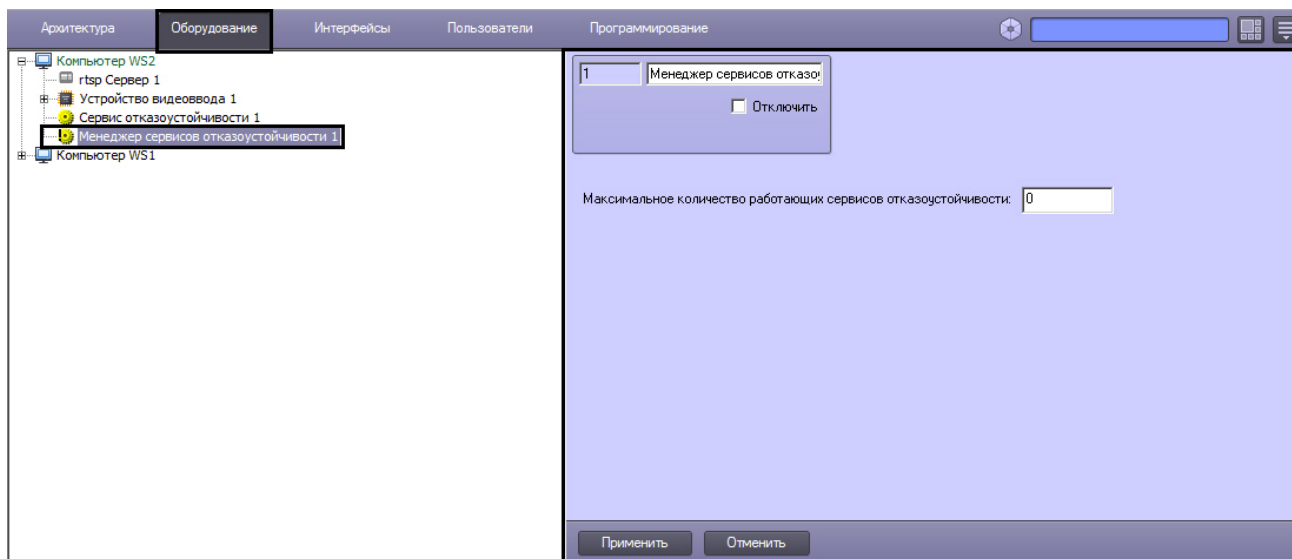 Архитектура Оборудование Интерфейсы Пользователи Программирование
Компьютер WS2
rtsp Сервер 1
Устройство видеоввода 1
Сервис отказоустойчивости 1
Менеджер сервисов отказоустойчивости 1
Компьютер WS1
1 Менеджер сервисов отказо
Отключить
Максимальное количество работающих сервисов отказоустойчивости: 0
Применить Отменить